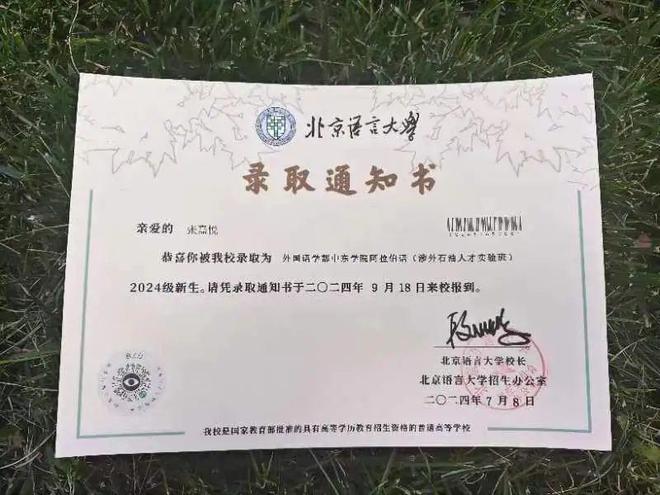 北京语言大学
录取通知书
亲爱的 张嘉悦
恭喜你被我校录取为 外国语学部中东学院阿拉伯语（涉外石油人才实验班）
2024级新生。请凭录取通知书于二〇二四年 9 月 18 日来校报到。
北京语言大学校长
北京语言大学招生办公室
二〇二四年 7 月 8 日
我校是国家教育部批准的具有高等学历教育招生资格的普通高等学校